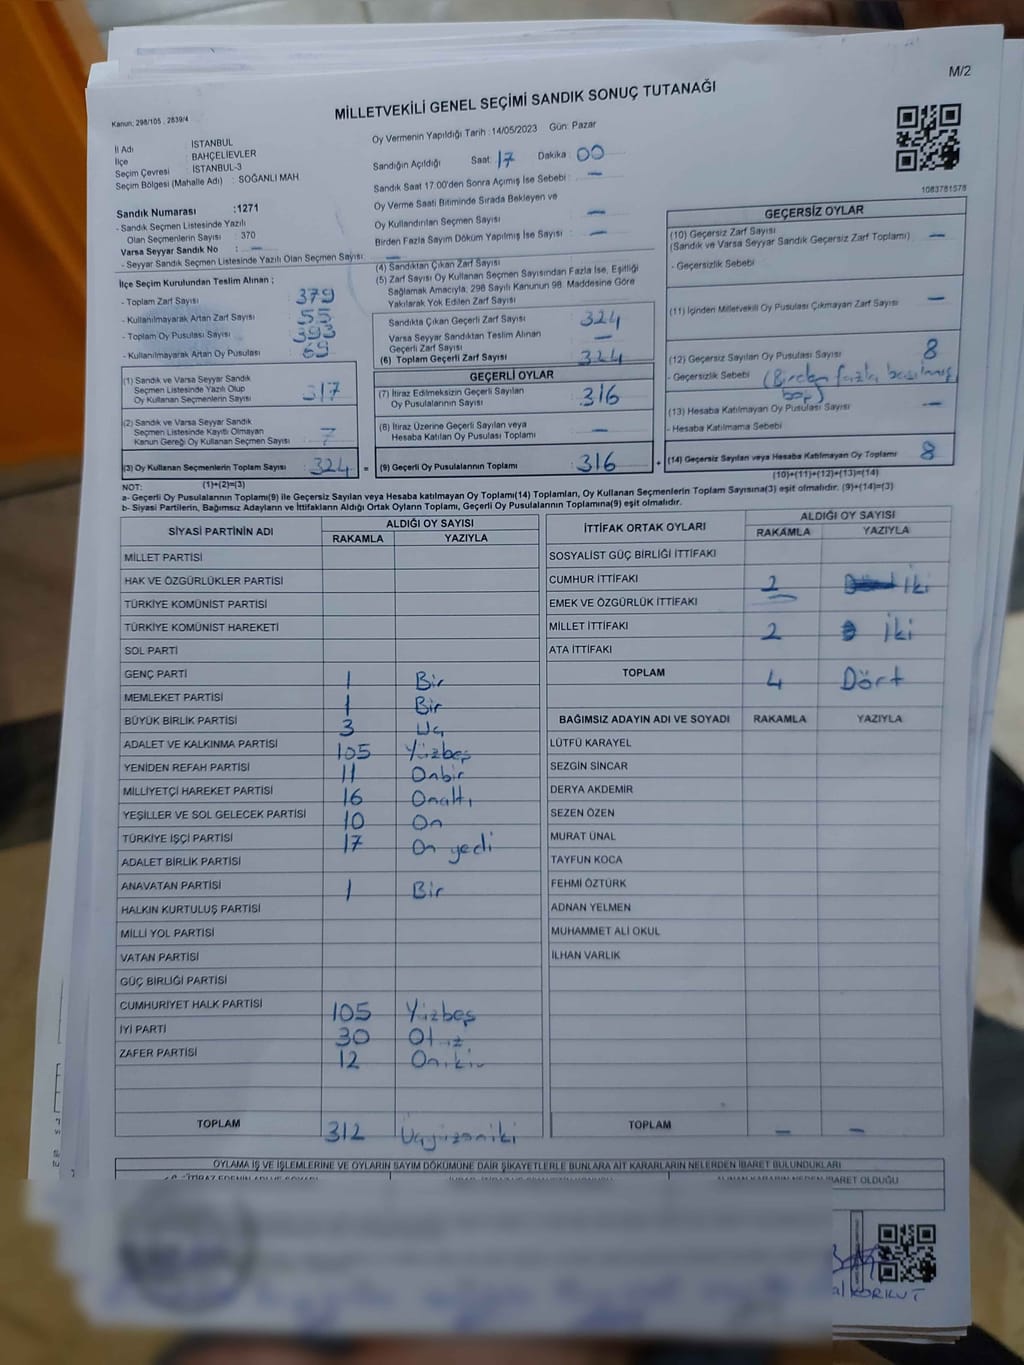 M/2
MİLLETVEKİLİ GENEL SEÇİMİ SANDIK SONUÇ TUTANAĞI
Kanun: 298/105 , 2839/4
İl Adı : İSTANBUL
İlçe : BAHÇELİEVLER
Seçim Çevresi : İSTANBUL-3
Seçim Bölgesi (Mahalle Adı) : SOĞANLI MAH
Oy Vermenin Yapıldığı Tarih : 14/05/2023 Gün: Pazar
Sandığın Açıldığı Saat: 17 Dakika : 00
Sandık Saat 17:00'den Sonra Açımış İse Sebebi : —
Oy Verme Saati Bitiminde Sırada Bekleyen ve
Oy Kullandırılan Seçmen Sayısı : —
Birden Fazla Sayım Döküm Yapılmış İse Sayısı : —
1083781578
Sandık Numarası :1271
- Sandık Seçmen Listesinde Yazılı
Olan Seçmenlerin Sayısı : 370
Varsa Seyyar Sandık No : —
- Seyyar Sandık Seçmen Listesinde Yazılı Olan Seçmen Sayısı: —
İlçe Seçim Kurulundan Teslim Alınan ;
- Toplam Zarf Sayısı : 379
- Kullanılmayarak Artan Zarf Sayısı : 55
- Toplam Oy Pusulası Sayısı : 393
- Kullanılmayarak Artan Oy Pusulası : 69
(1) Sandık ve Varsa Seyyar Sandık
Seçmen Listesinde Yazılı Olup
Oy Kullanan Seçmenlerin Sayısı : 317
(2) Sandık ve Varsa Seyyar Sandık
Seçmen Listesinde Kayıtlı Olmayan
Kanun Gereği Oy Kullanan Seçmen Sayısı : 7
(3) Oy Kullanan Seçmenlerin Toplam Sayısı : 324 =
(1)+(2)=(3)
(4) Sandıktan Çıkan Zarf Sayısı
(5) Zarf Sayısı Oy Kullanan Seçmen Sayısından Fazla İse, Eşitliği
Sağlamak Amacıyla; 298 Sayılı Kanunun 98. Maddesine Göre
Yakılarak Yok Edilen Zarf Sayısı
Sandıkta Çıkan Geçerli Zarf Sayısı : 324
Varsa Seyyar Sandıktan Teslim Alınan
Geçerli Zarf Sayısı : —
(6) Toplam Geçerli Zarf Sayısı : 324
GEÇERLİ OYLAR
(7) İtiraz Edilmeksizin Geçerli Sayılan
Oy Pusulalarının Sayısı : 316
(8) İtiraz Üzerine Geçerli Sayılan veya
Hesaba Katılan Oy Pusulası Toplamı : —
(9) Geçerli Oy Pusulalarının Toplamı : 316 +
GEÇERSİZ OYLAR
(10) Geçersiz Zarf Sayısı
(Sandık ve Varsa Seyyar Sandık Geçersiz Zarf Toplamı) : —
- Geçersizlik Sebebi
(11) İçinden Milletvekili Oy Pusulası Çıkmayan Zarf Sayısı : —
(12) Geçersiz Sayılan Oy Pusulası Sayısı : 8
- Geçersizlik Sebebi : (Birden fazla basılmış
(13) Hesaba Katılmayan Oy Pusulası Sayısı : —
- Hesaba Katılmama Sebebi
(14) Geçersiz Sayılan veya Hesaba Katılmayan Oy Toplamı : 8
(10)+(11)+(12)+(13)=(14)
NOT:
a- Geçerli Oy Pusulalarının Toplamı(9) ile Geçersiz Sayılan veya Hesaba katılmayan Oy Toplamı(14) Toplamları, Oy Kullanan Seçmenlerin Toplam Sayısına(3) eşit olmalıdır. (9)+(14)=(3)
b- Siyasi Partilerin, Bağımsız Adayların ve İttifakların Aldığı Ortak Oyların Toplamı, Geçerli Oy Pusulalarının Toplamına(9) eşit olmalıdır.
SİYASİ PARTİNİN ADI ALDIĞI OY SAYISI
RAKAMLA YAZIYLA
MİLLET PARTİSİ
HAK VE ÖZGÜRLÜKLER PARTİSİ
TÜRKİYE KOMÜNİST PARTİSİ
TÜRKİYE KOMÜNİST HAREKETİ
SOL PARTİ
GENÇ PARTİ 1 Bir
MEMLEKET PARTİSİ 1 Bir
BÜYÜK BİRLİK PARTİSİ 3 Üç
ADALET VE KALKINMA PARTİSİ 105 Yüzbeş
YENİDEN REFAH PARTİSİ 11 Onbir
MİLLİYETÇİ HAREKET PARTİSİ 16 Onaltı
YEŞİLLER VE SOL GELECEK PARTİSİ 10 On
TÜRKİYE İŞÇİ PARTİSİ 17 On yedi
ADALET BİRLİK PARTİSİ
ANAVATAN PARTİSİ 1 Bir
HALKIN KURTULUŞ PARTİSİ
MİLLİ YOL PARTİSİ
VATAN PARTİSİ
GÜÇ BİRLİĞİ PARTİSİ
CUMHURİYET HALK PARTİSİ 105 Yüzbeş
İYİ PARTİ 30 Otuz
ZAFER PARTİSİ 12 Oniki
TOPLAM 312 Üçyüzoniki
İTTİFAK ORTAK OYLARI ALDIĞI OY SAYISI
RAKAMLA YAZIYLA
SOSYALİST GÜÇ BİRLİĞİ İTTİFAKI
CUMHUR İTTİFAKI 2 İki
EMEK VE ÖZGÜRLÜK İTTİFAKI
MİLLET İTTİFAKI 2 İki
ATA İTTİFAKI
TOPLAM 4 Dört
BAĞIMSIZ ADAYIN ADI VE SOYADI RAKAMLA YAZIYLA
LÜTFÜ KARAYEL
SEZGİN SİNCAR
DERYA AKDEMİR
SEZEN ÖZEN
MURAT ÜNAL
TAYFUN KOCA
FEHMİ ÖZTÜRK
ADNAN YELMEN
MUHAMMET ALİ OKUL
İLHAN VARLIK
TOPLAM — —
OYLAMA İŞ VE İŞLEMLERİNE VE OYLARIN SAYIM DÖKÜMÜNE DAİR ŞİKAYETLERLE BUNLARA AİT KARARLARIN NELERDEN İBARET BULUNDUKLARI
KORKUT